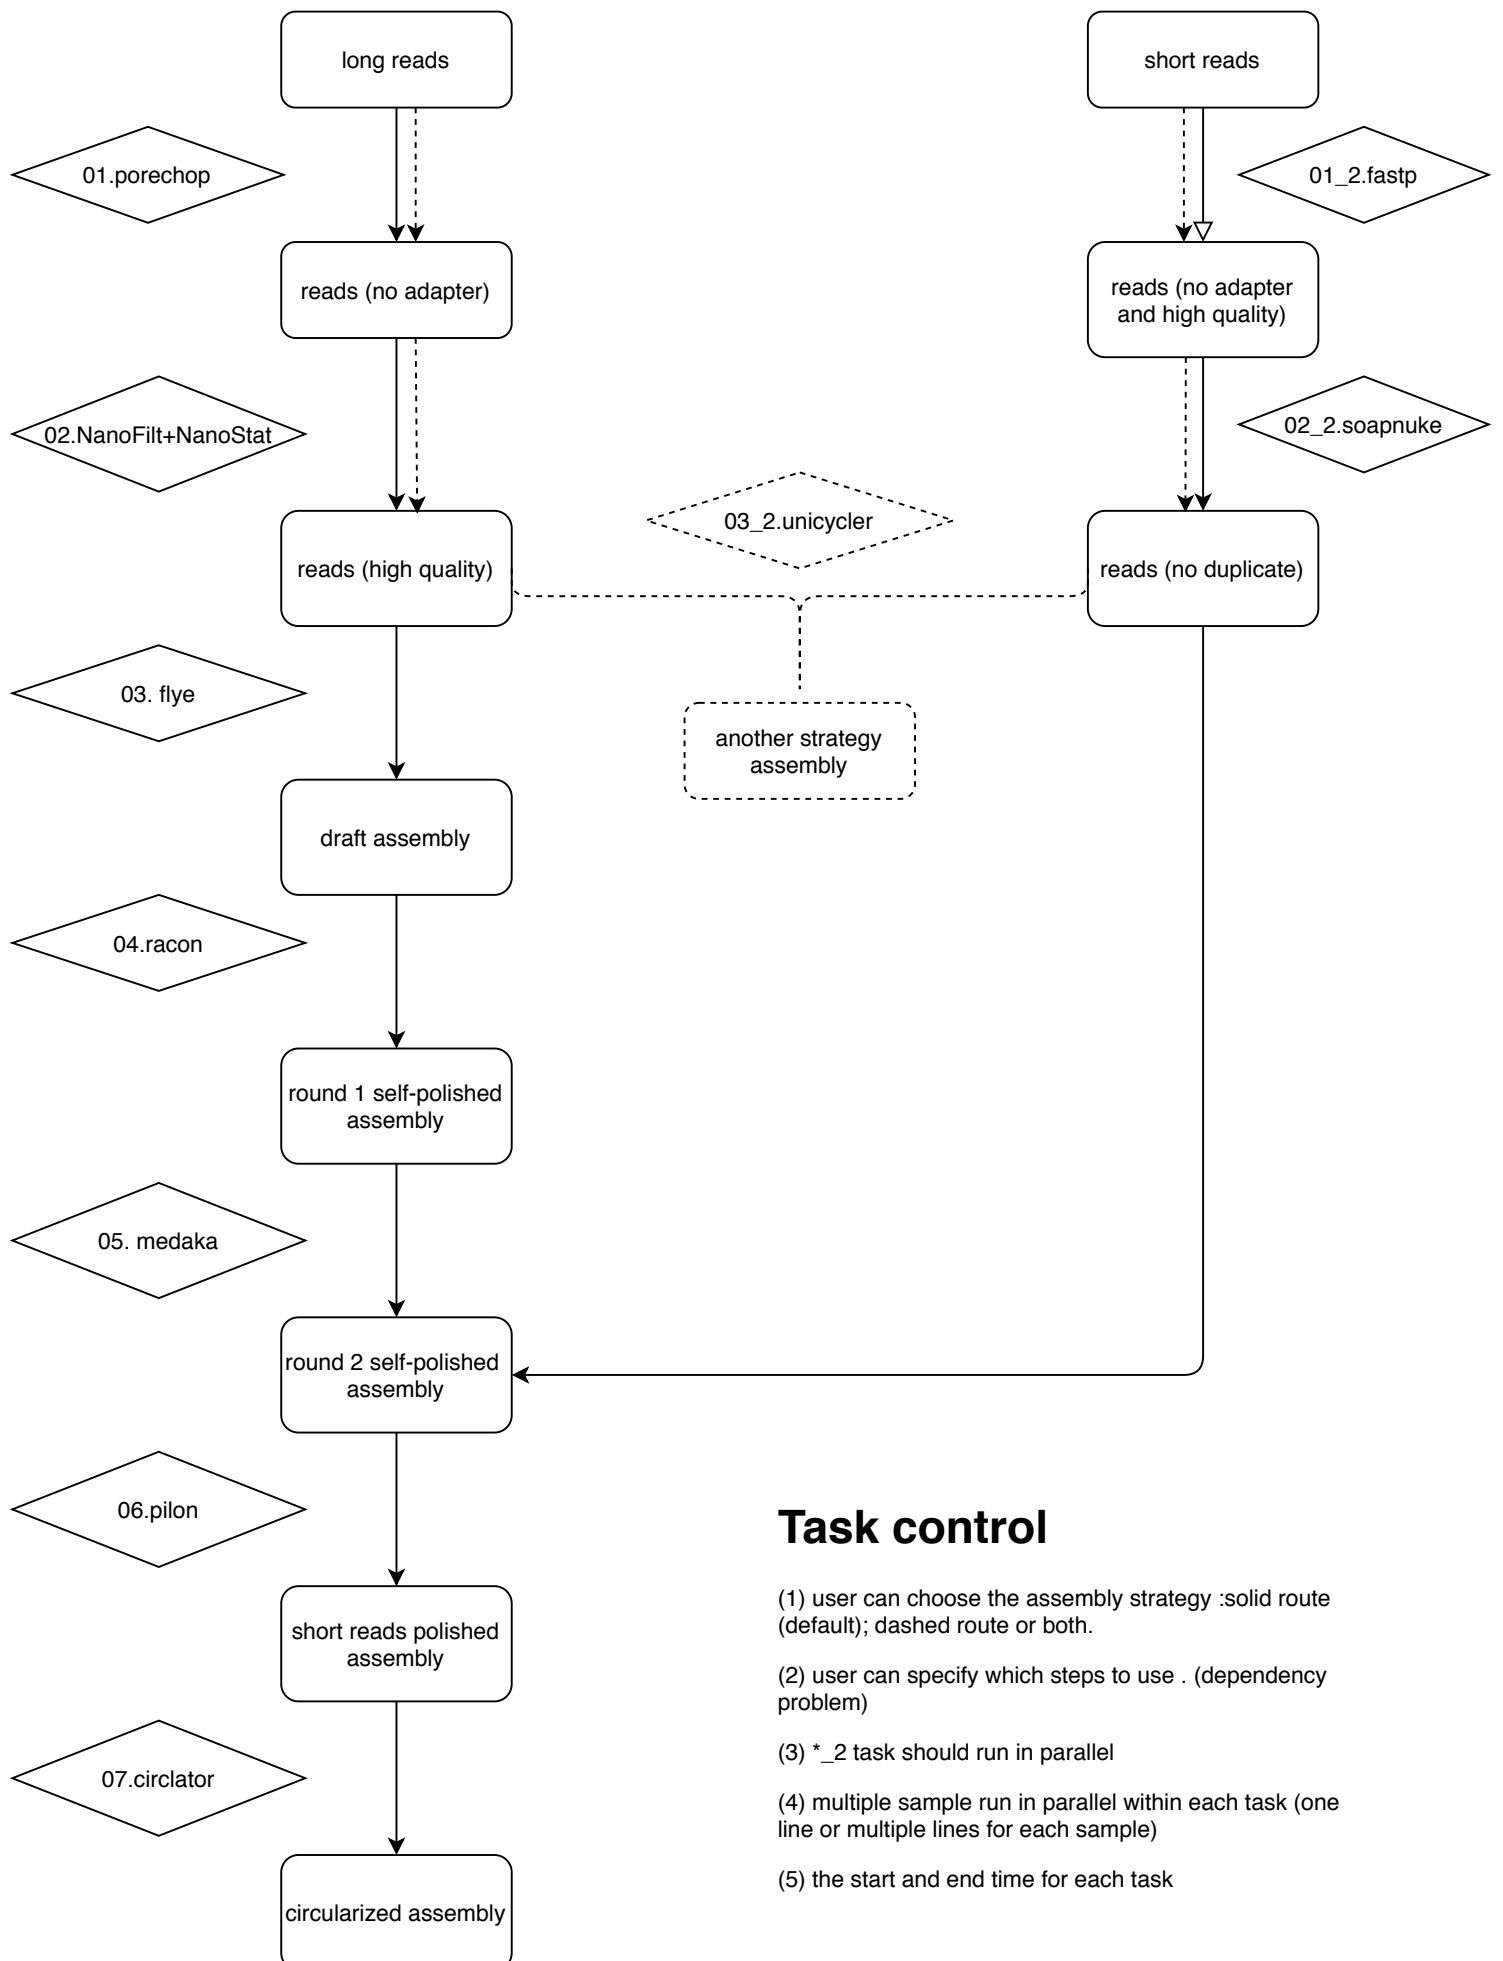 long reads
short reads
01.porechop
01_2.fastp
reads (no adapter)
reads (no adapter
and high quality)
02.NanoFilt+NanoStat
02_2.soapnuke
03_2.unicycler
reads (high quality)
reads (no duplicate)
03. flye
another strategy
assembly
draft assembly
04.racon
round 1 self-polished
assembly
05. medaka
round 2 self-polished
assembly
06.pilon
short reads polished
assembly
07.circlator
circularized assembly
Task control
(1) user can choose the assembly strategy :solid route
(default); dashed route or both.
(2) user can specify which steps to use . (dependency
problem)
(3) *_2 task should run in parallel
(4) multiple sample run in parallel within each task (one
line or multiple lines for each sample)
(5) the start and end time for each task